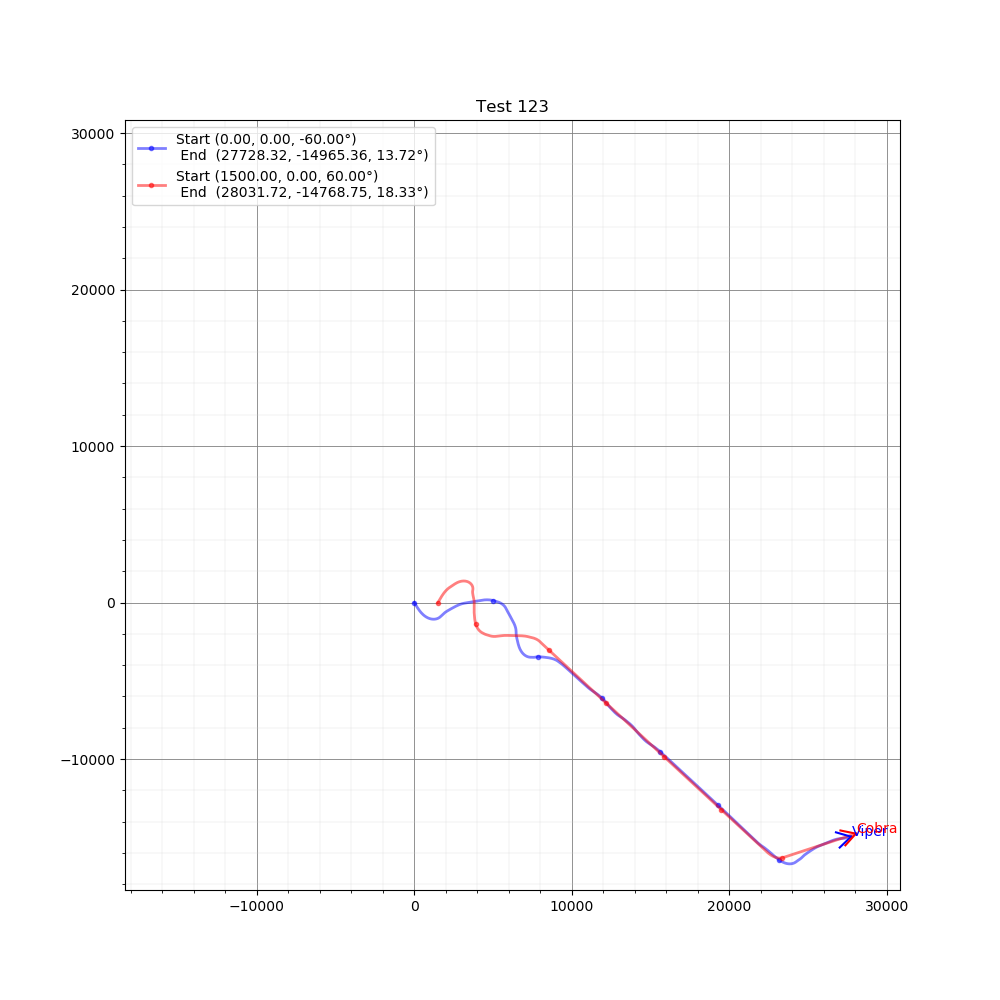 Test 123
Start (0.00, 0.00, -60.00°)
End  (27728.32, -14965.36, 13.72°)
Start (1500.00, 0.00, 60.00°)
End  (28031.72, -14768.75, 18.33°)
30000
20000
10000
0
−10000
Cobra
Viper
−10000
0
10000
20000
30000